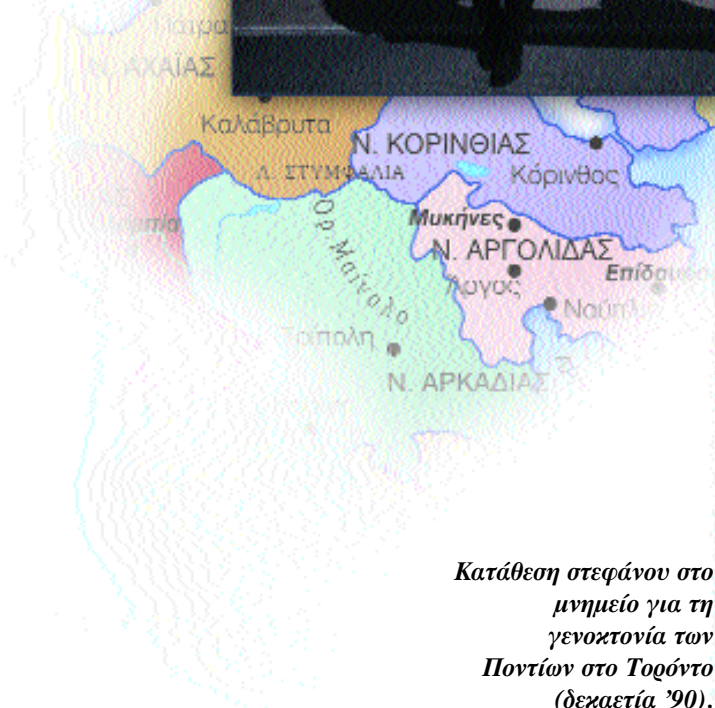 Πάτρα
Ν. ΑΧΑΪΑΣ
Καλάβρυτα
Ν. ΚΟΡΙΝΘΙΑΣ
Λ. ΣΤΥΜΦΑΛΙΑ
Κόρινθος
Ορ. Μαίναλο
Μυκήνες
Ν. ΑΡΓΟΛΙΔΑΣ
Άργος
Τρίπολη
Ν. ΑΡΚΑΔΙΑΣ
Κατάθεση στεφάνου στο
μνημείο για τη
γενοκτονία των
Ποντίων στο Τορόντο
(δεκαετία ’90).